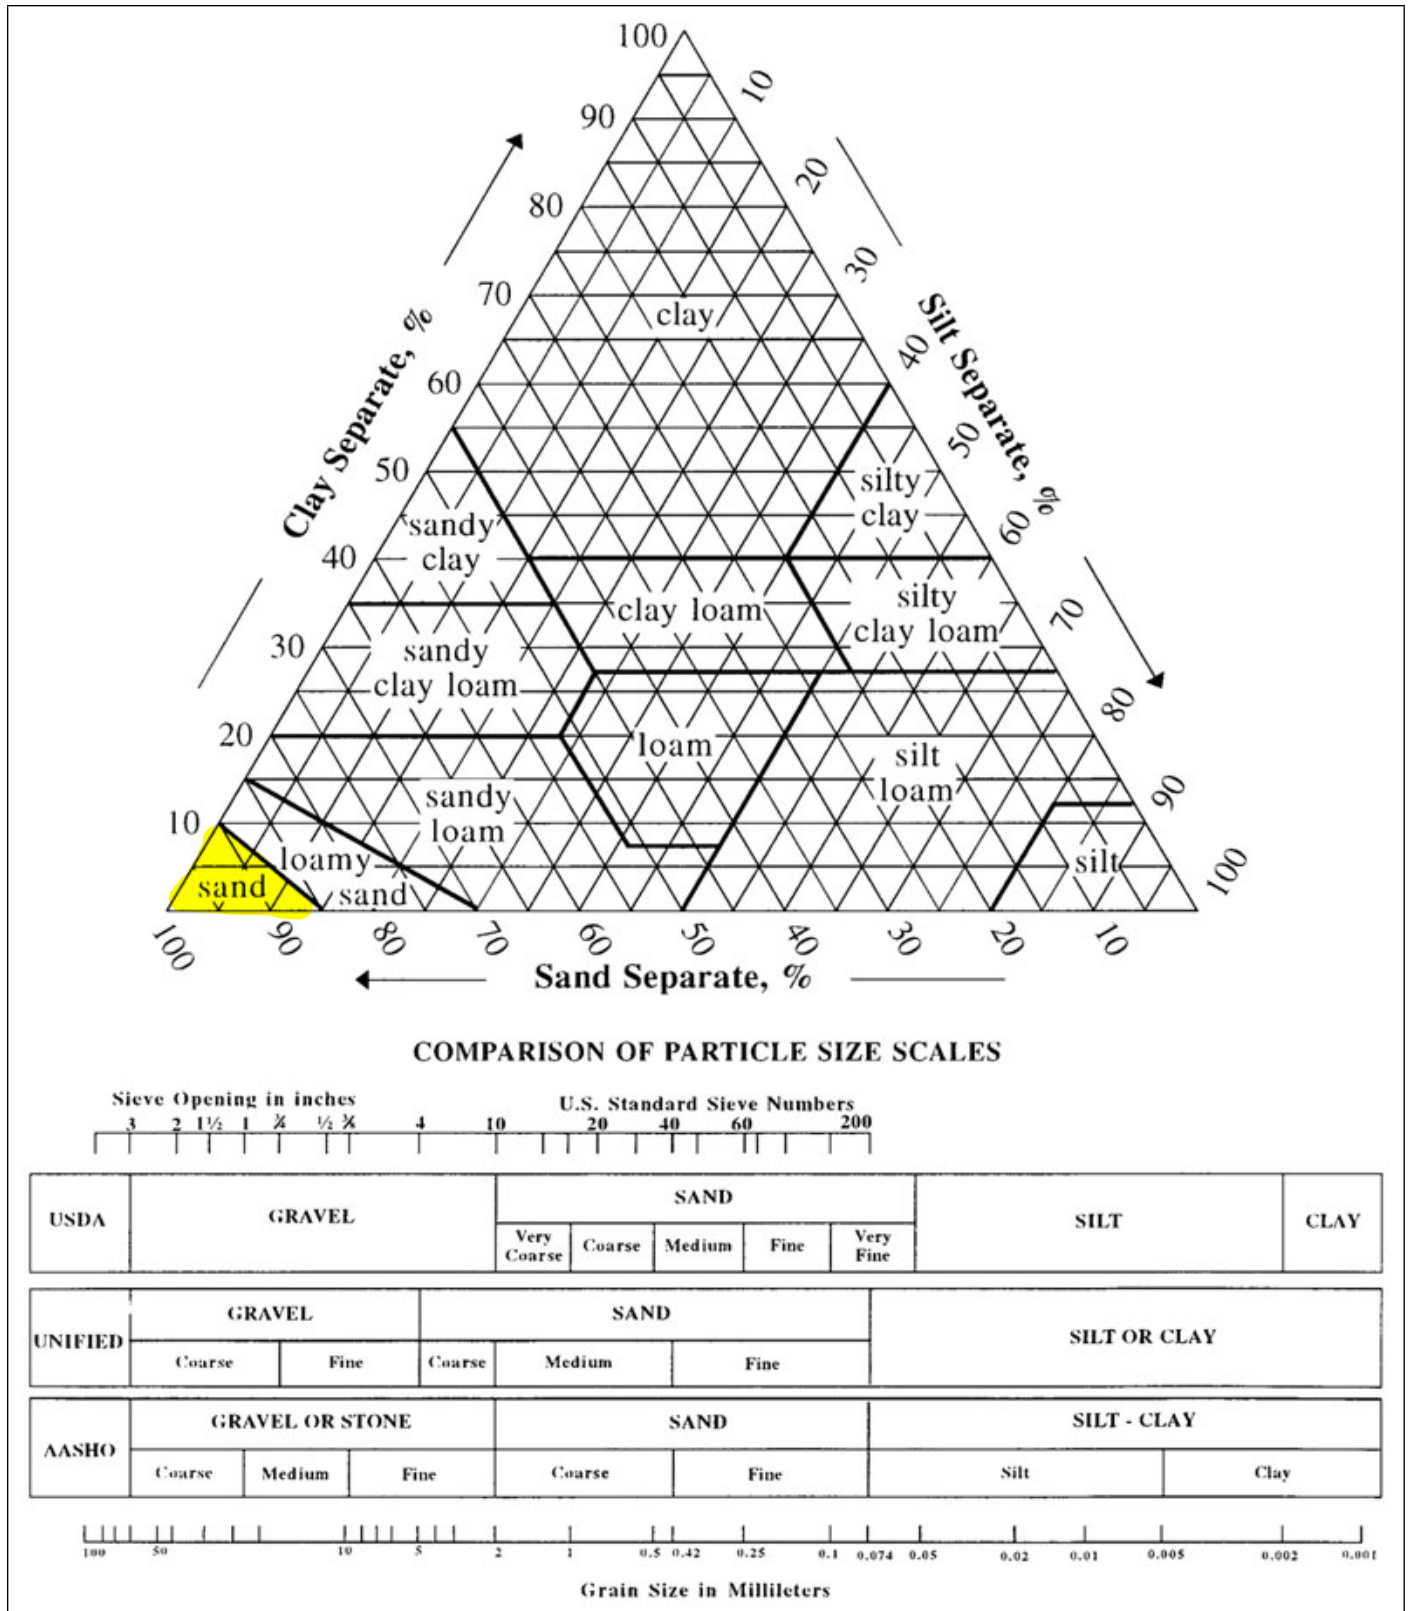 100
10
90
20
80
30
70
clay
Clay Separate, %
Silt Separate, %
40
60
50
50
silty
clay
sandy
clay
60
40
clay loam
silty
clay loam
70
30
sandy
clay loam
80
20
loam
silt
loam
90
sandy
loam
10
loamy
sand
silt
100
sand
100
90
80
70
60
50
40
30
20
10
Sand Separate, %
COMPARISON OF PARTICLE SIZE SCALES
Sieve Opening in inches
U.S. Standard Sieve Numbers
3 2 1½ 1 ¾ ½ ⅜ 4 10 20 40 60 200
USDA
GRAVEL
SAND
SILT
CLAY
Very Coarse
Coarse
Medium
Fine
Very Fine
UNIFIED
GRAVEL
SAND
SILT OR CLAY
Coarse
Fine
Coarse
Medium
Fine
AASHO
GRAVEL OR STONE
SAND
SILT - CLAY
Coarse
Medium
Fine
Coarse
Fine
Silt
Clay
100 50 10 5 2 1 0.5 0.42 0.25 0.1 0.074 0.05 0.02 0.01 0.005 0.002 0.001
Grain Size in Millileters